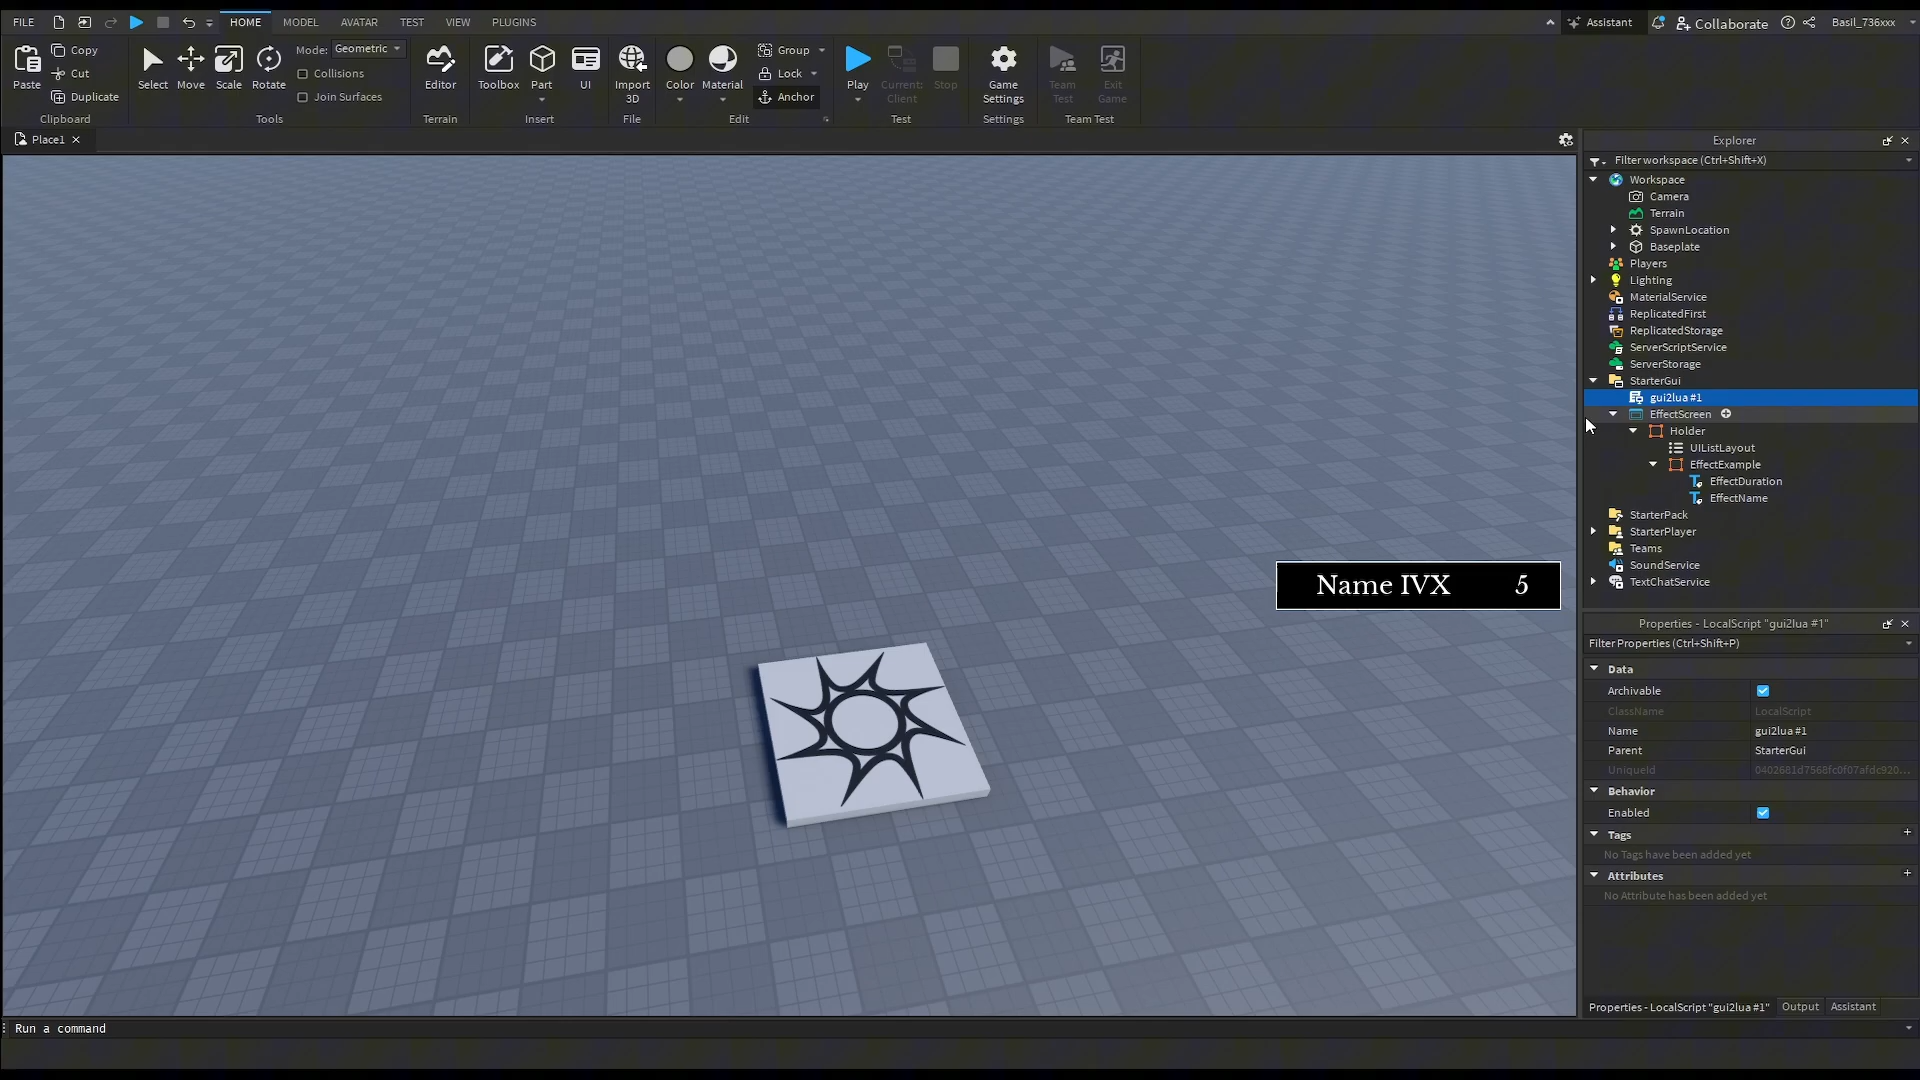 FILE HOME MODEL AVATAR TEST VIEW PLUGINS Assistant Collaborate Basil_736xxx
Paste Copy Cut Duplicate Clipboard
Select Move Scale Rotate Mode: Geometric Collisions Join Surfaces Tools
Editor Terrain
Toolbox Part UI Insert
Import 3D File
Color Material Group Lock Anchor Edit
Play Current: Client Stop Test
Game Settings Settings
Team Test Exit Game Team Test
Place1
Explorer
Filter workspace (Ctrl+Shift+X)
Workspace
Camera
Terrain
SpawnLocation
Baseplate
Players
Lighting
MaterialService
ReplicatedFirst
ReplicatedStorage
ServerScriptService
ServerStorage
StarterGui
gui2lua #1
EffectScreen
Holder
UIListLayout
EffectExample
EffectDuration
EffectName
StarterPack
StarterPlayer
Teams
SoundService
TextChatService
Name IVX 5
Properties - LocalScript "gui2lua #1"
Filter Properties (Ctrl+Shift+P)
Data
Archivable
ClassName LocalScript
Name gui2lua #1
Parent StarterGui
UniqueId 0402681d7568fc0f07afdc920...
Behavior
Enabled
Tags
No Tags have been added yet
Attributes
No Attribute has been added yet
Properties - LocalScript "gui2lua #1" Output Assistant
Run a command